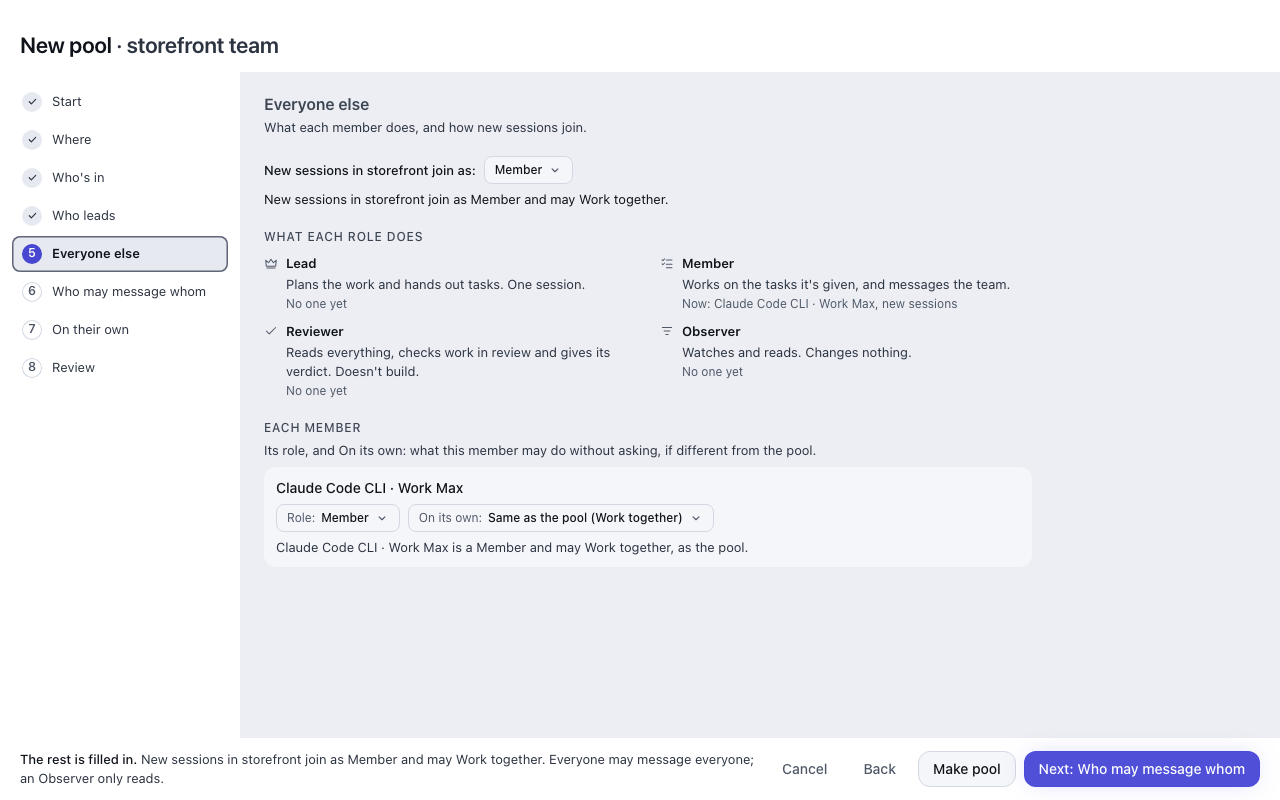 New pool · storefront team
Start
Where
Who's in
Who leads
5 Everyone else
6 Who may message whom
7 On their own
8 Review
Everyone else
What each member does, and how new sessions join.
New sessions in storefront join as: Member
New sessions in storefront join as Member and may Work together.
WHAT EACH ROLE DOES
Lead
Plans the work and hands out tasks. One session.
No one yet
Member
Works on the tasks it's given, and messages the team.
Now: Claude Code CLI · Work Max, new sessions
Reviewer
Reads everything, checks work in review and gives its
verdict. Doesn't build.
No one yet
Observer
Watches and reads. Changes nothing.
No one yet
EACH MEMBER
Its role, and On its own: what this member may do without asking, if different from the pool.
Claude Code CLI · Work Max
Role: Member On its own: Same as the pool (Work together)
Claude Code CLI · Work Max is a Member and may Work together, as the pool.
The rest is filled in. New sessions in storefront join as Member and may Work together. Everyone may message everyone;
an Observer only reads.
Cancel Back Make pool Next: Who may message whom